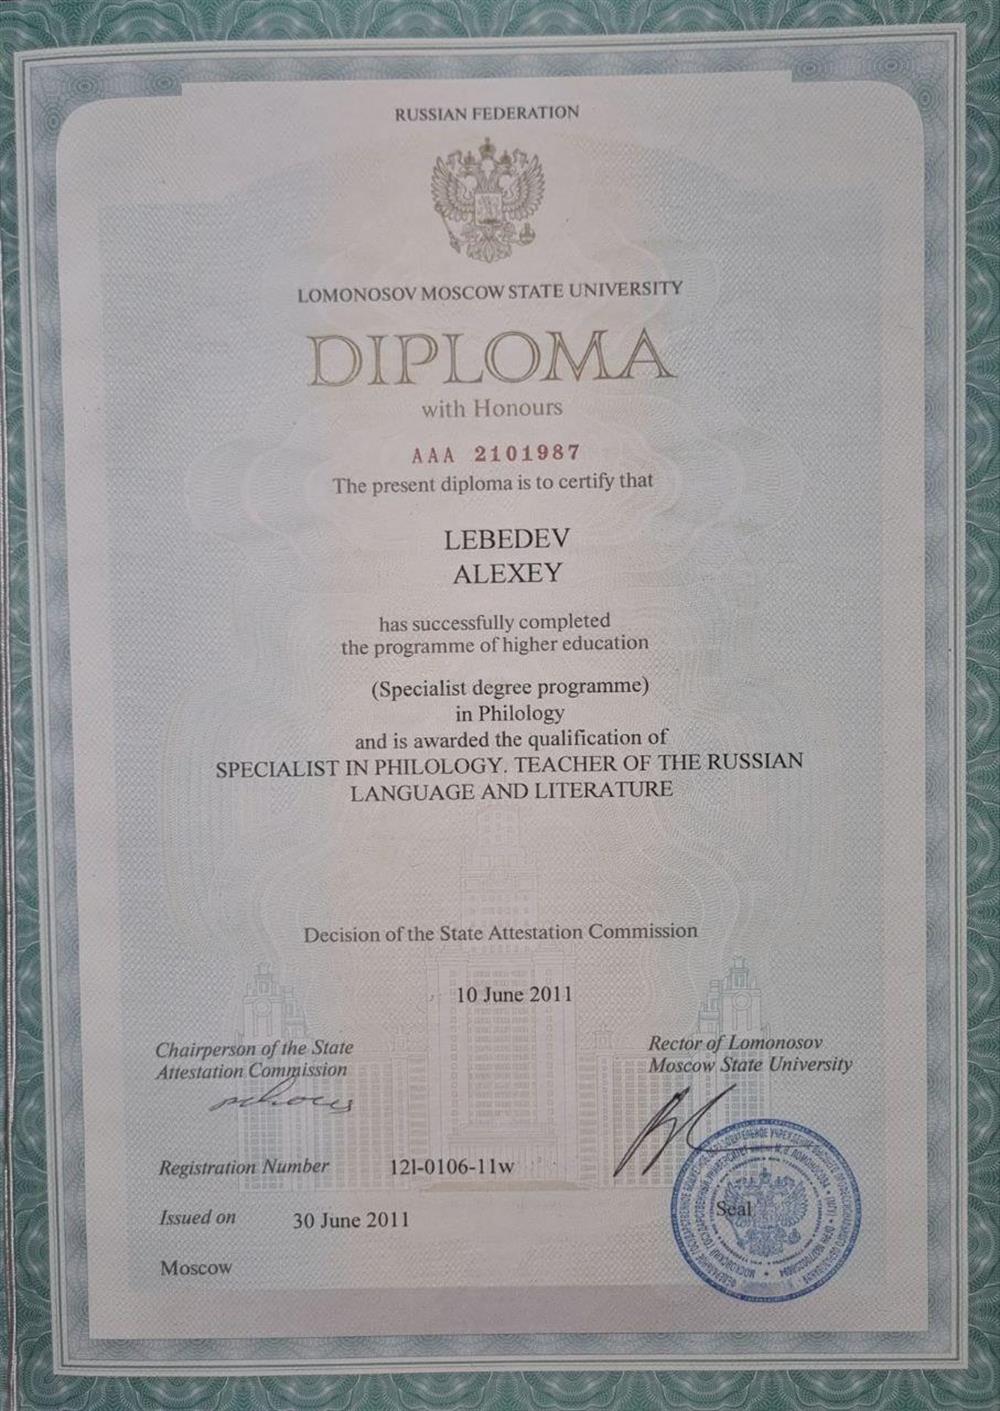 RUSSIAN FEDERATION
LOMONOSOV MOSCOW STATE UNIVERSITY
DIPLOMA
with Honours
AAA 2101987
The present diploma is to certify that
LEBEDEV
ALEXEY
has successfully completed
the programme of higher education
(Specialist degree programme)
in Philology
and is awarded the qualification of
SPECIALIST IN PHILOLOGY. TEACHER OF THE RUSSIAN
LANGUAGE AND LITERATURE
Decision of the State Attestation Commission
10 June 2011
Chairperson of the State
Attestation Commission
Rector of Lomonosov
Moscow State University
Registration Number 121-0106-11w
Issued on 30 June 2011
Seal
Moscow